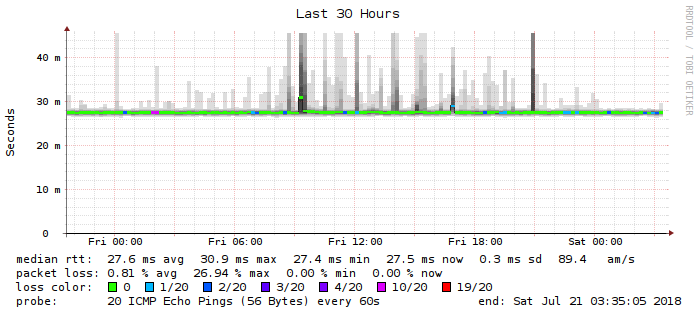 Last 30 Hours
RRDTOOL / TOBI OETIKER
Seconds
40 m
30 m
20 m
10 m
0
Fri 00:00 Fri 06:00 Fri 12:00 Fri 18:00 Sat 00:00
median rtt: 27.6 ms avg 30.9 ms max 27.4 ms min 27.5 ms now 0.3 ms sd 89.4 am/s
packet loss: 0.81 % avg 26.94 % max 0.00 % min 0.00 % now
loss color: 0 1/20 2/20 3/20 4/20 10/20 19/20
probe: 20 ICMP Echo Pings (56 Bytes) every 60s end: Sat Jul 21 03:35:05 2018